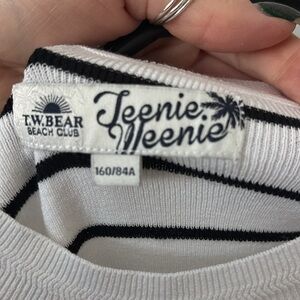 T.W.BEAR
BEACH CLUB
Teenie
Weenie
160/84A